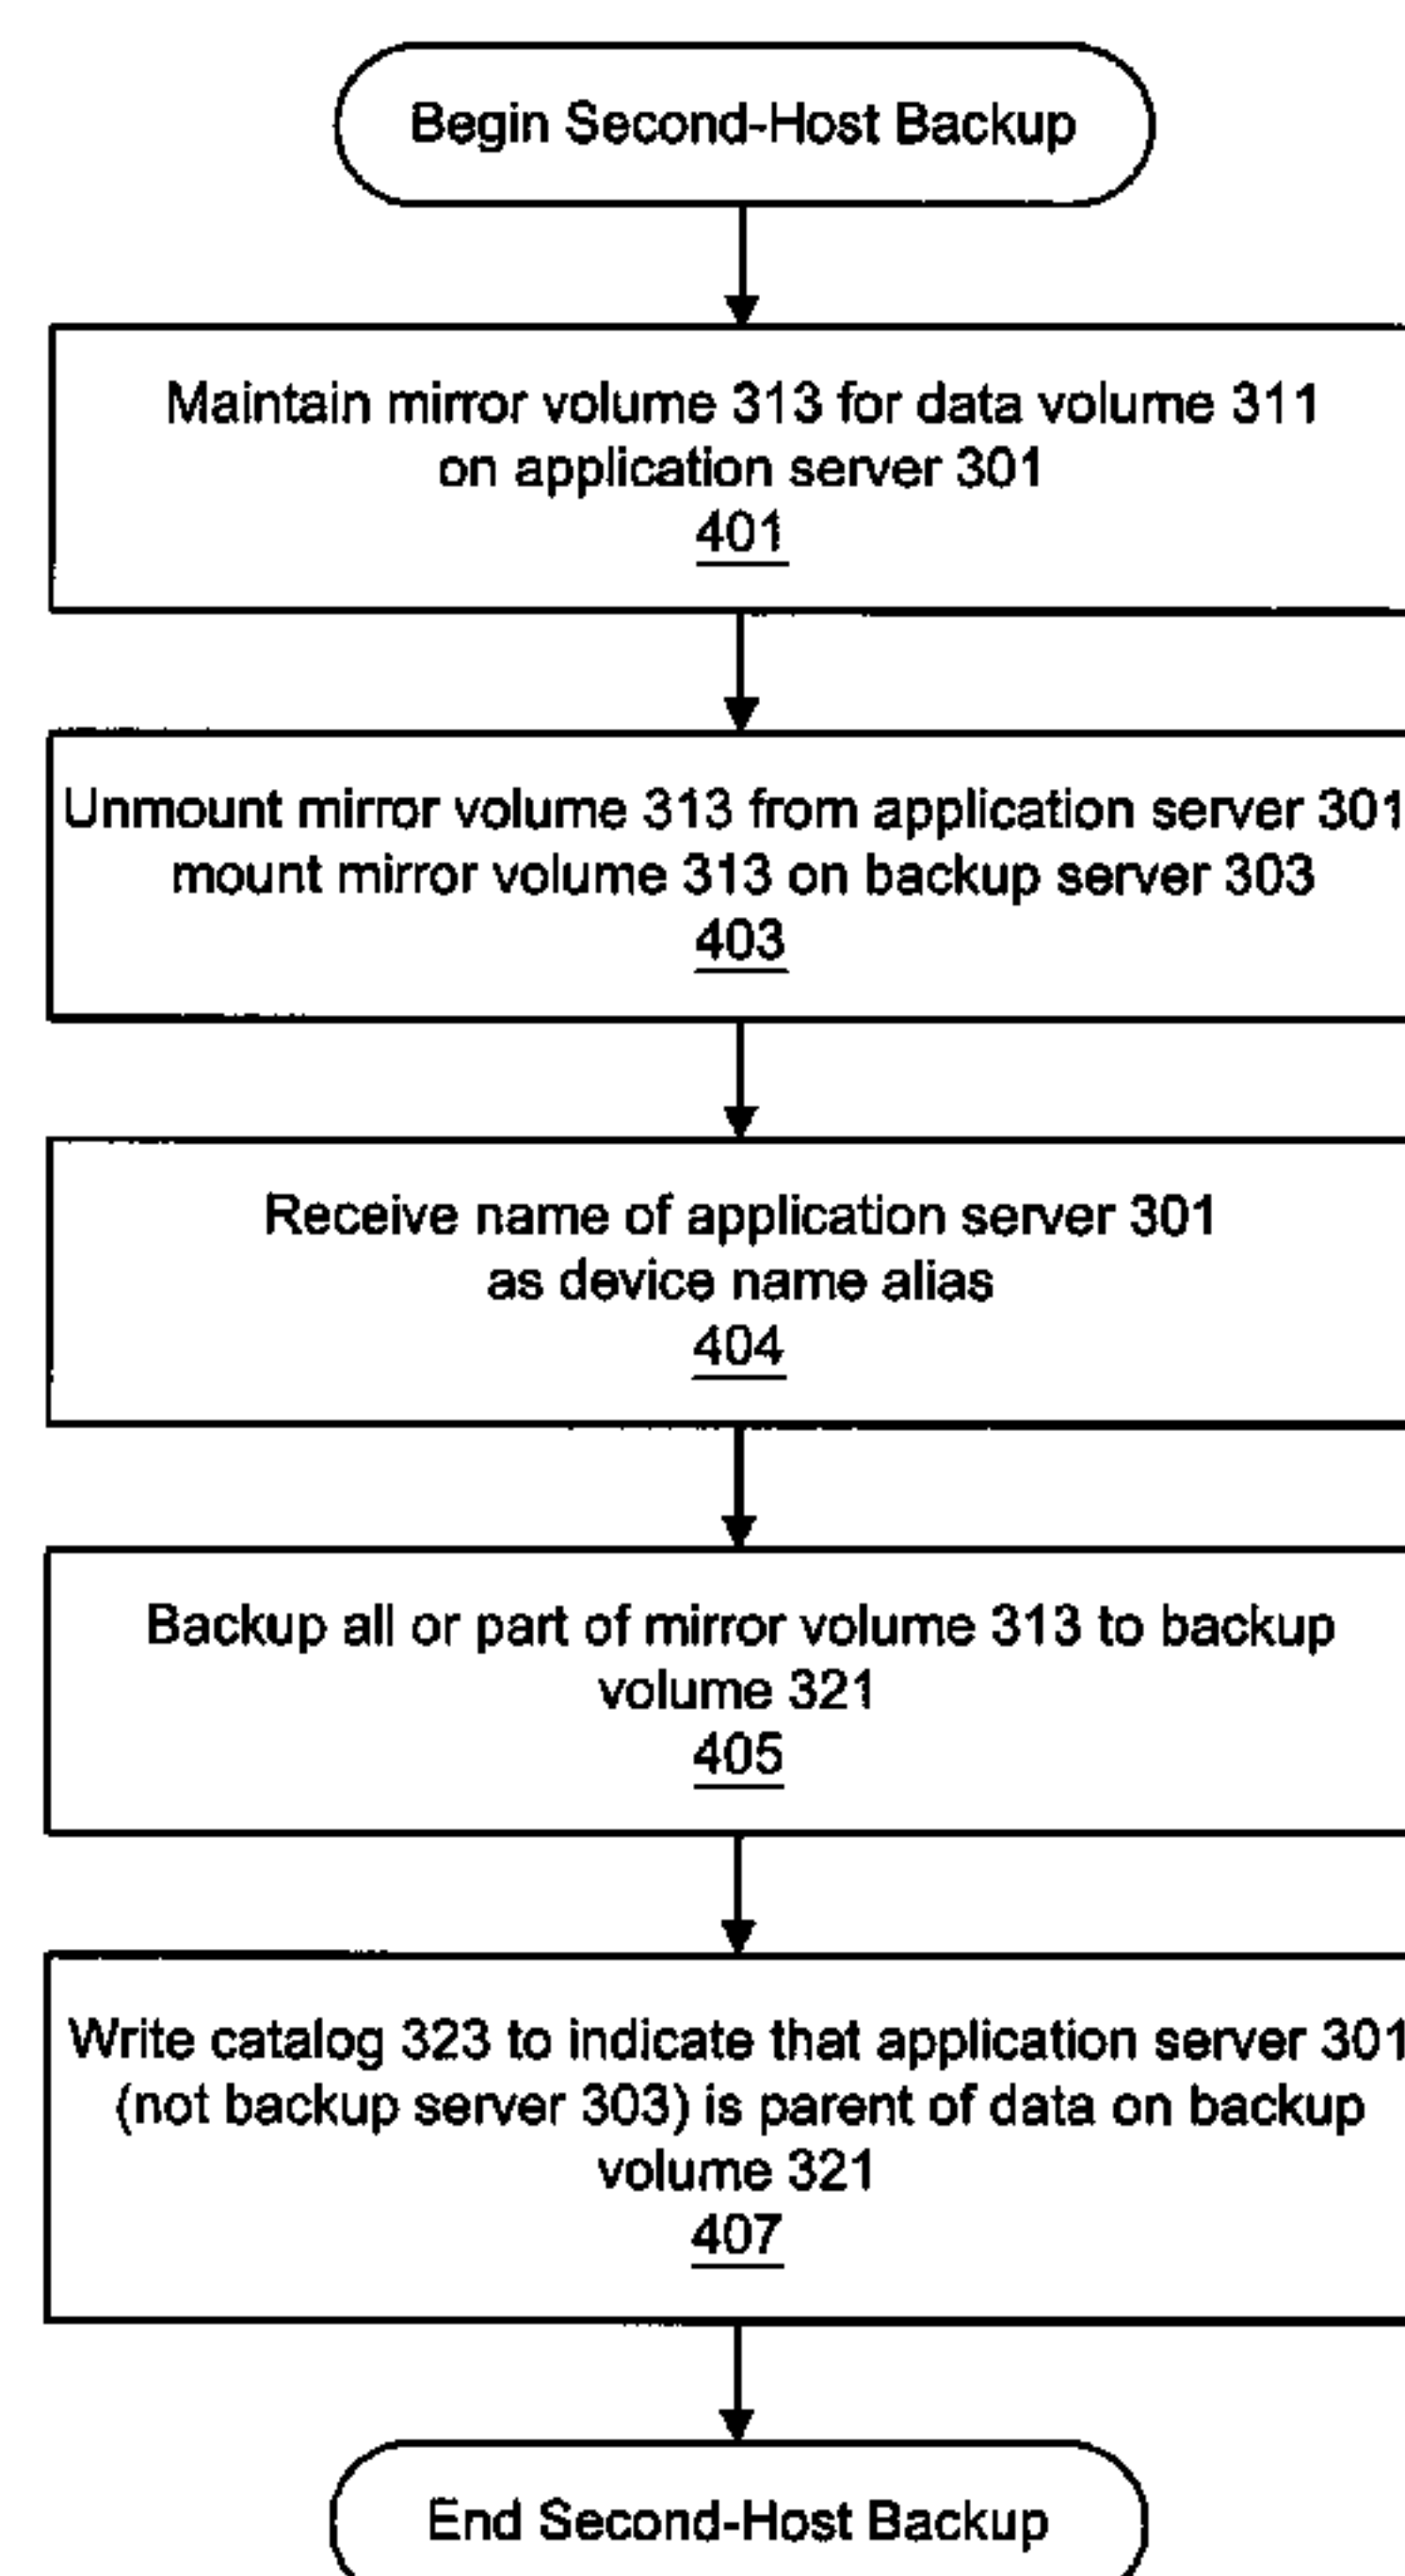 Begin Second-Host Backup
Maintain mirror volume 313 for data volume 311
on application server 301
401
Unmount mirror volume 313 from application server 301
mount mirror volume 313 on backup server 303
403
Receive name of application server 301
as device name alias
404
Backup all or part of mirror volume 313 to backup
volume 321
405
Write catalog 323 to indicate that application server 301
(not backup server 303) is parent of data on backup
volume 321
407
End Second-Host Backup